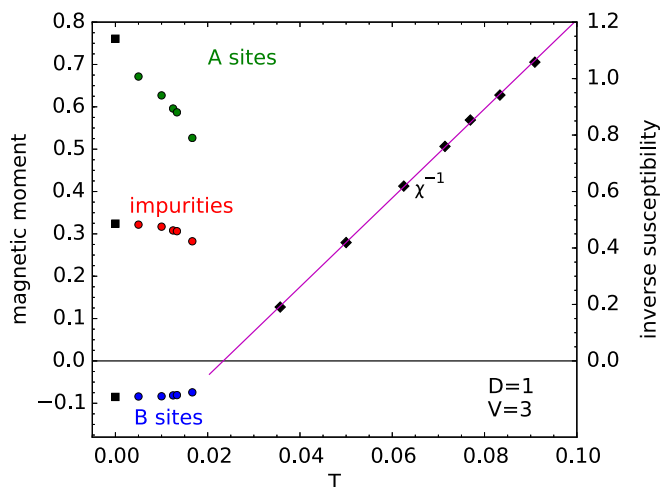 0.8
0.7
0.6
0.5
0.4
0.3
0.2
0.1
0.0
−0.1
magnetic moment
A sites
impurities
B sites
χ⁻¹
D=1
V=3
1.2
1.0
0.8
0.6
0.4
0.2
0.0
inverse susceptibility
0.00
0.02
0.04
0.06
0.08
0.10
T